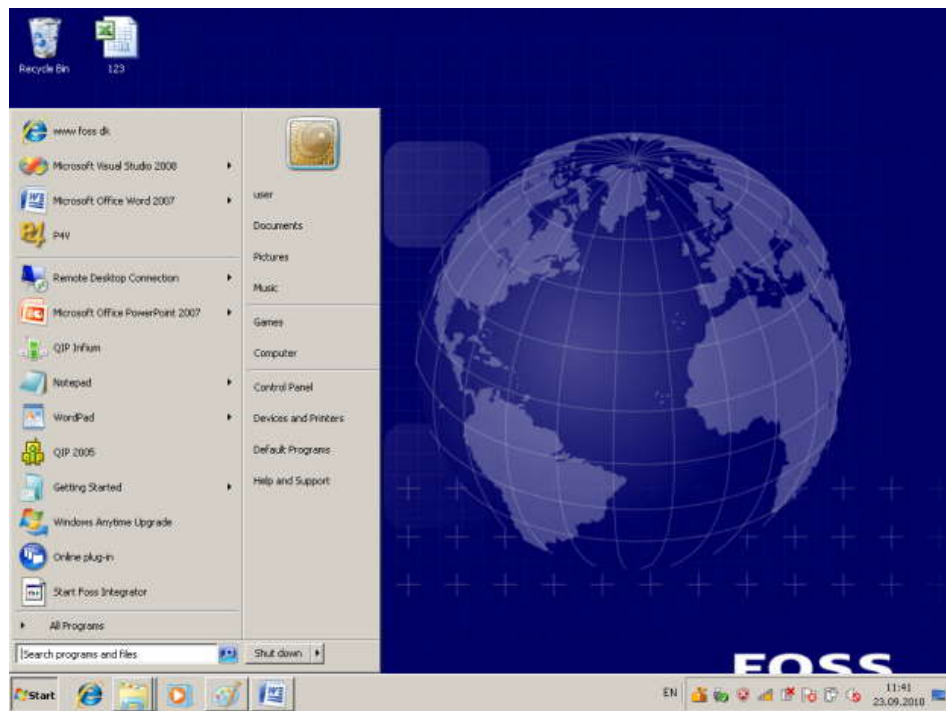 Recycle Bin
123
www foss dk
Microsoft Visual Studio 2008
Microsoft Office Word 2007
P4V
Remote Desktop Connection
Microsoft Office PowerPoint 2007
QIP Infium
Notepad
WordPad
QIP 2005
Getting Started
Windows Anytime Upgrade
Online plug-in
Start Foss Integrator
All Programs
Search programs and files
user
Documents
Pictures
Music
Games
Computer
Control Panel
Devices and Printers
Default Programs
Help and Support
Shut down
FOSS
Start
EN
11:41
23.09.2010